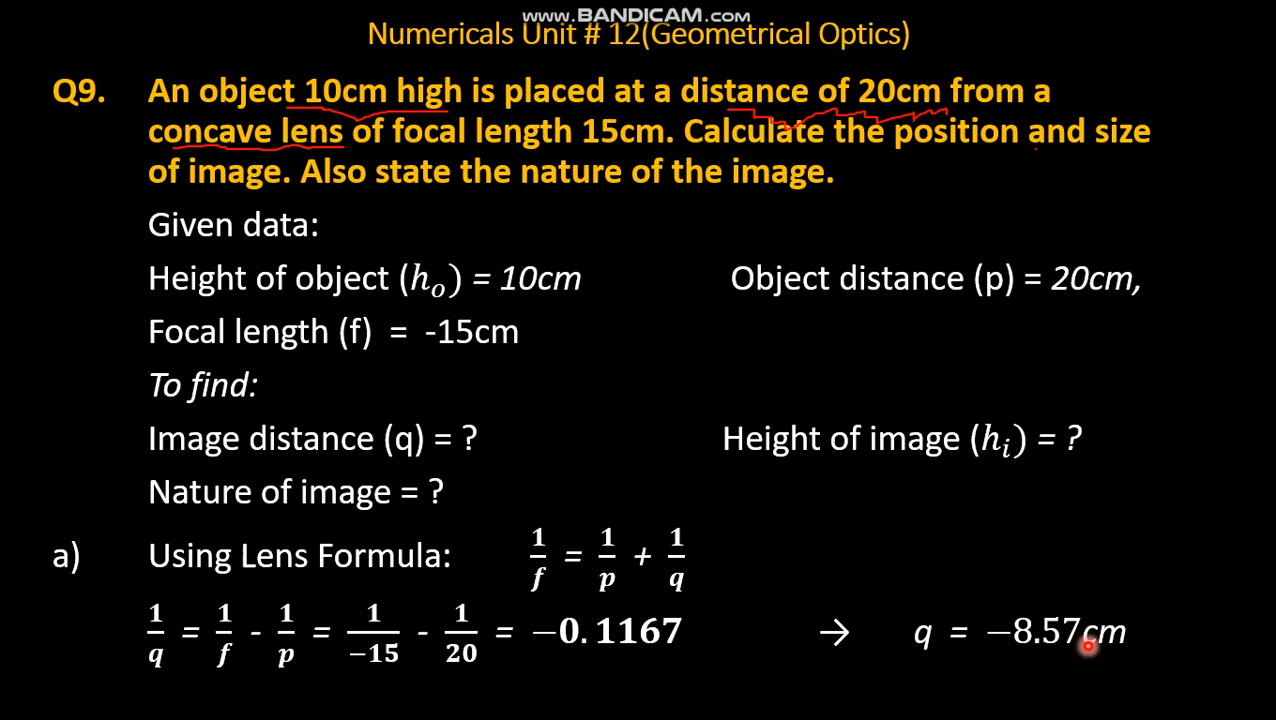 www.BANDICAM.com
Numericals Unit # 12(Geometrical Optics)
Q9. An object 10cm high is placed at a distance of 20cm from a
concave lens of focal length 15cm. Calculate the position and size
of image. Also state the nature of the image.
Given data:
Height of object (hₒ) = 10cm Object distance (p) = 20cm,
Focal length (f) = -15cm
To find:
Image distance (q) = ? Height of image (hᵢ) = ?
Nature of image = ?
a) Using Lens Formula: 1/f = 1/p + 1/q
1/q = 1/f - 1/p = 1/−15 - 1/20 = −0.1167 → q = −8.57cm